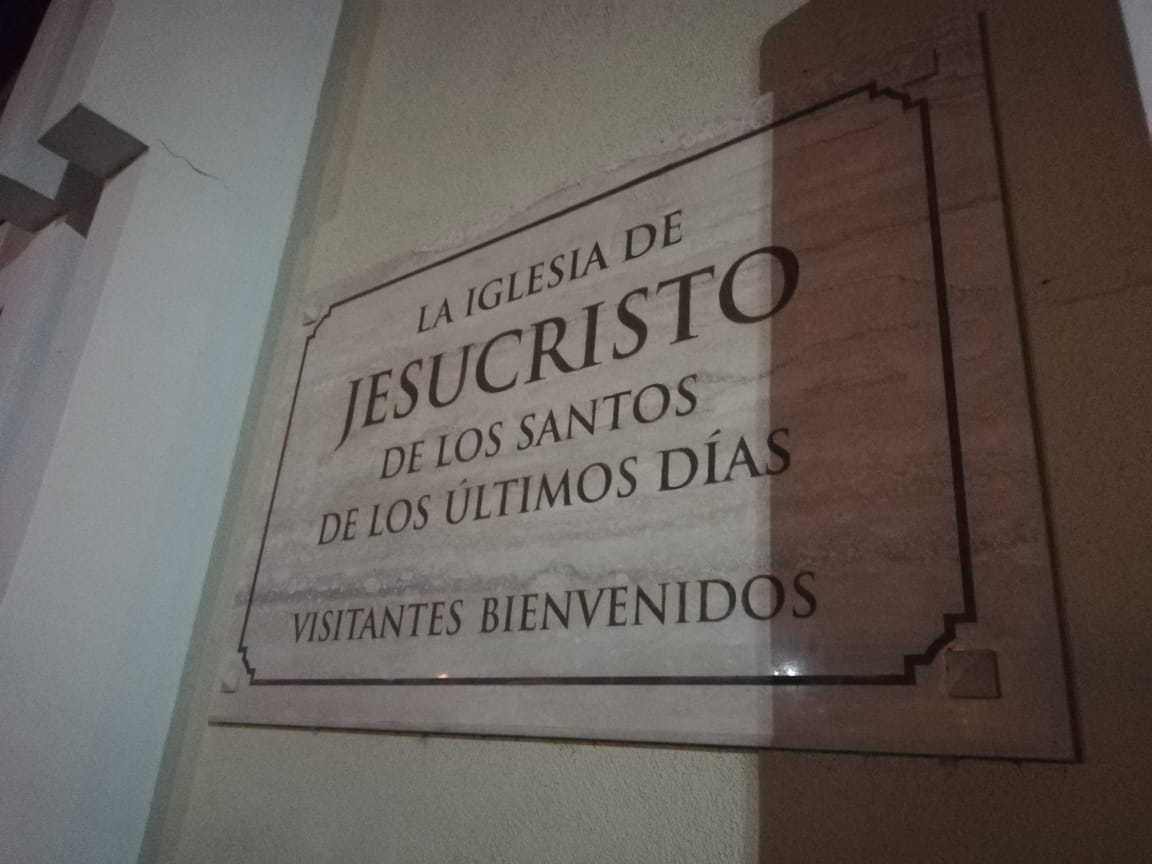 LA IGLESIA DE
JESUCRISTO
DE LOS SANTOS
DE LOS ÚLTIMOS DÍAS
VISITANTES BIENVENIDOS